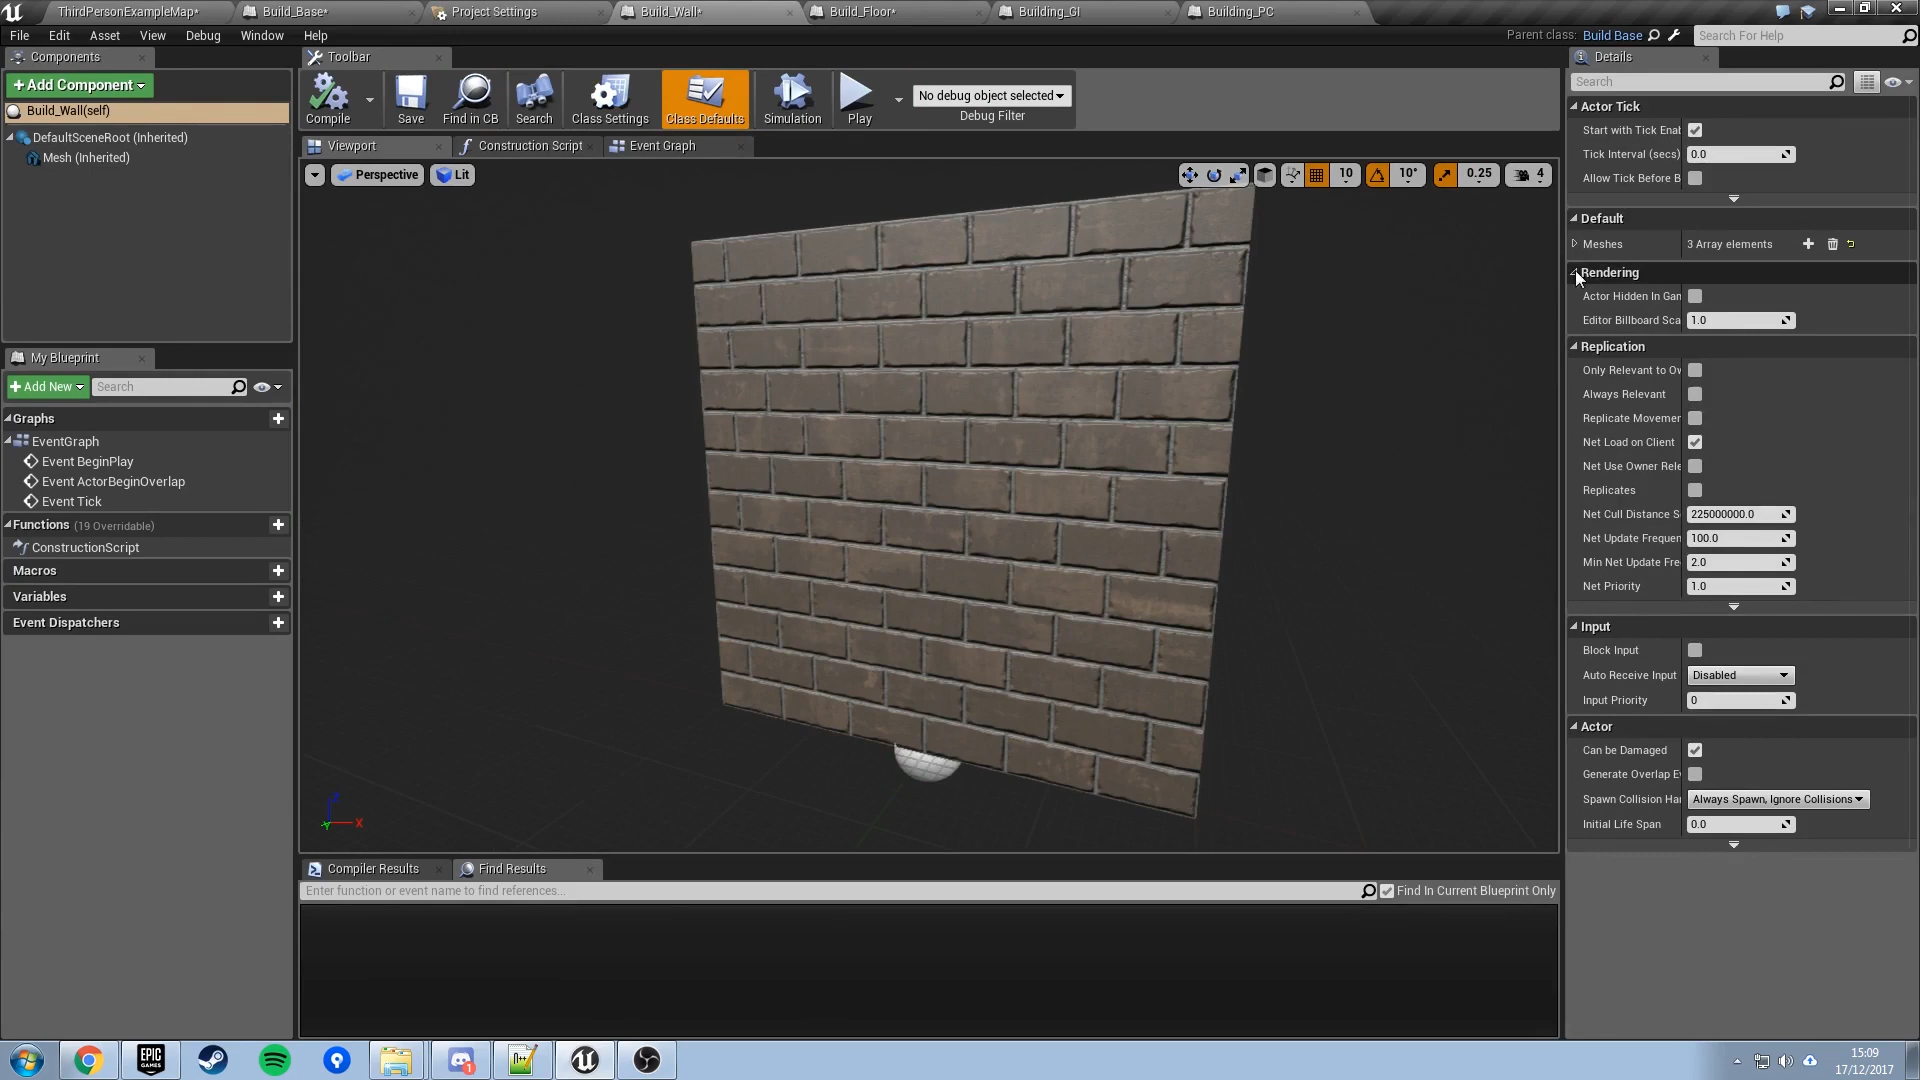 ThirdPersonExampleMap*
Build_Base*
Project Settings
Build_Wall*
Build_Floor*
Building_GI
Building_PC
File Edit Asset View Debug Window Help
Parent class: Build Base
Search For Help
Components
+Add Component
Build_Wall(self)
DefaultSceneRoot (Inherited)
Mesh (Inherited)
My Blueprint
+Add New
Search
Graphs
EventGraph
Event BeginPlay
Event ActorBeginOverlap
Event Tick
Functions (19 Overridable)
ConstructionScript
Macros
Variables
Event Dispatchers
Toolbar
Compile
Save
Find in CB
Search
Class Settings
Class Defaults
Simulation
Play
No debug object selected
Debug Filter
Viewport
Construction Script
Event Graph
Perspective
Lit
10
10°
0.25
4
Z
X
Y
Compiler Results
Find Results
Enter function or event name to find references...
Find In Current Blueprint Only
Details
Search
Actor Tick
Start with Tick Enal
Tick Interval (secs) 0.0
Allow Tick Before B
Default
Meshes 3 Array elements
Rendering
Actor Hidden In Gan
Editor Billboard Sca 1.0
Replication
Only Relevant to Ov
Always Relevant
Replicate Movemer
Net Load on Client
Net Use Owner Rele
Replicates
Net Cull Distance S 225000000.0
Net Update Frequen 100.0
Min Net Update Fre 2.0
Net Priority 1.0
Input
Block Input
Auto Receive Input Disabled
Input Priority 0
Actor
Can be Damaged
Generate Overlap E
Spawn Collision Hai Always Spawn, Ignore Collisions
Initial Life Span 0.0
EPIC GAMES
1
15:09
17/12/2017